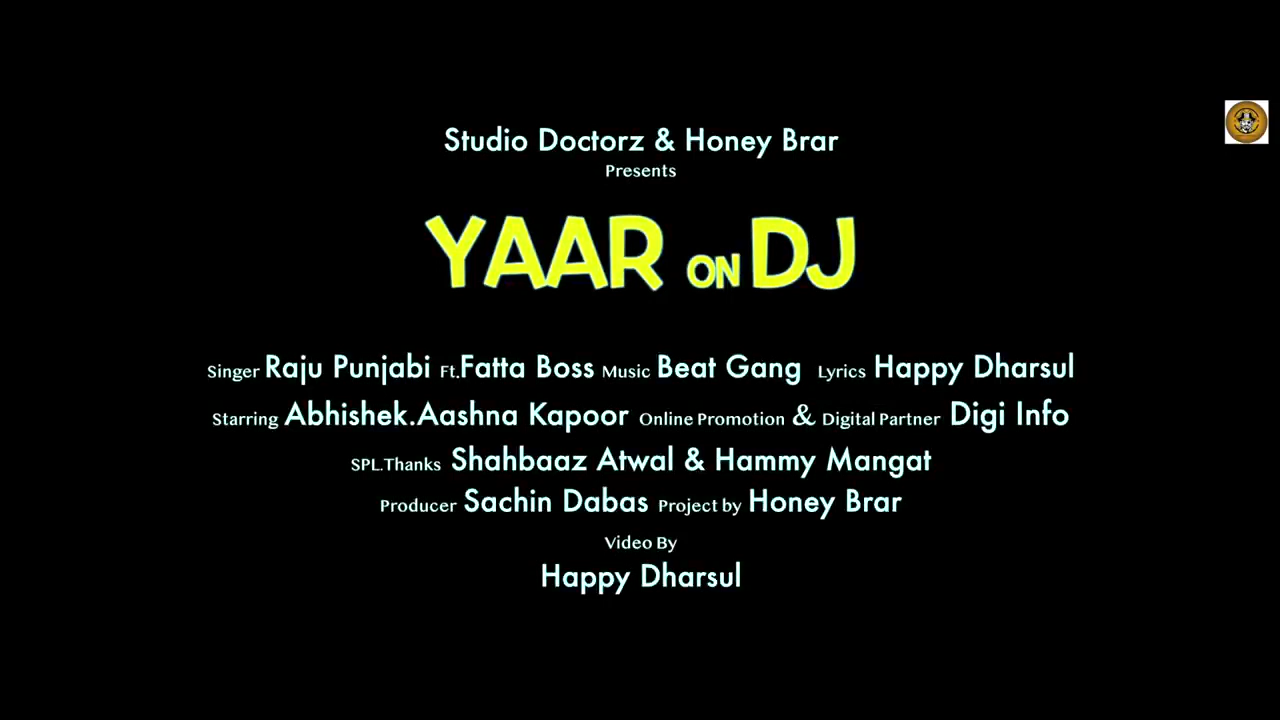 Studio Doctorz & Honey Brar
Presents
YAAR ON DJ
Singer Raju Punjabi Ft.Fatta Boss Music Beat Gang Lyrics Happy Dharsul
Starring Abhishek.Aashna Kapoor Online Promotion & Digital Partner Digi Info
SPL.Thanks Shahbaaz Atwal & Hammy Mangat
Producer Sachin Dabas Project by Honey Brar
Video By
Happy Dharsul